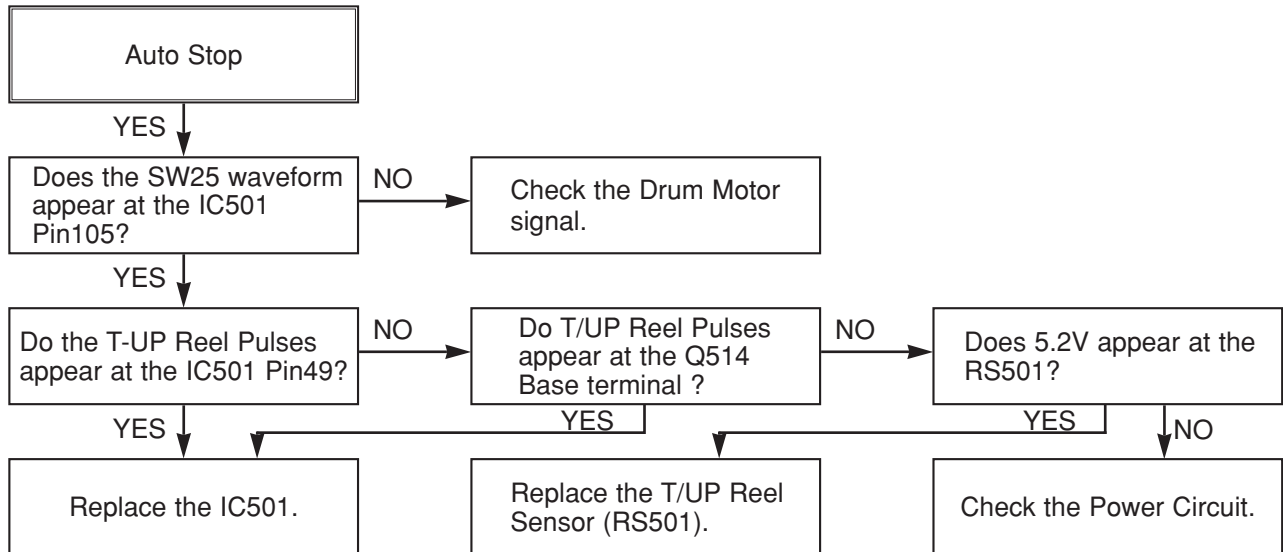 Auto Stop
YES
Does the SW25 waveform
appear at the IC501
Pin105?
NO
Check the Drum Motor
signal.
YES
Do the T-UP Reel Pulses
appear at the IC501 Pin49?
NO
Do T/UP Reel Pulses
appear at the Q514
Base terminal ?
NO
Does 5.2V appear at the
RS501?
YES
YES
YES
NO
Replace the IC501.
Replace the T/UP Reel
Sensor (RS501).
Check the Power Circuit.